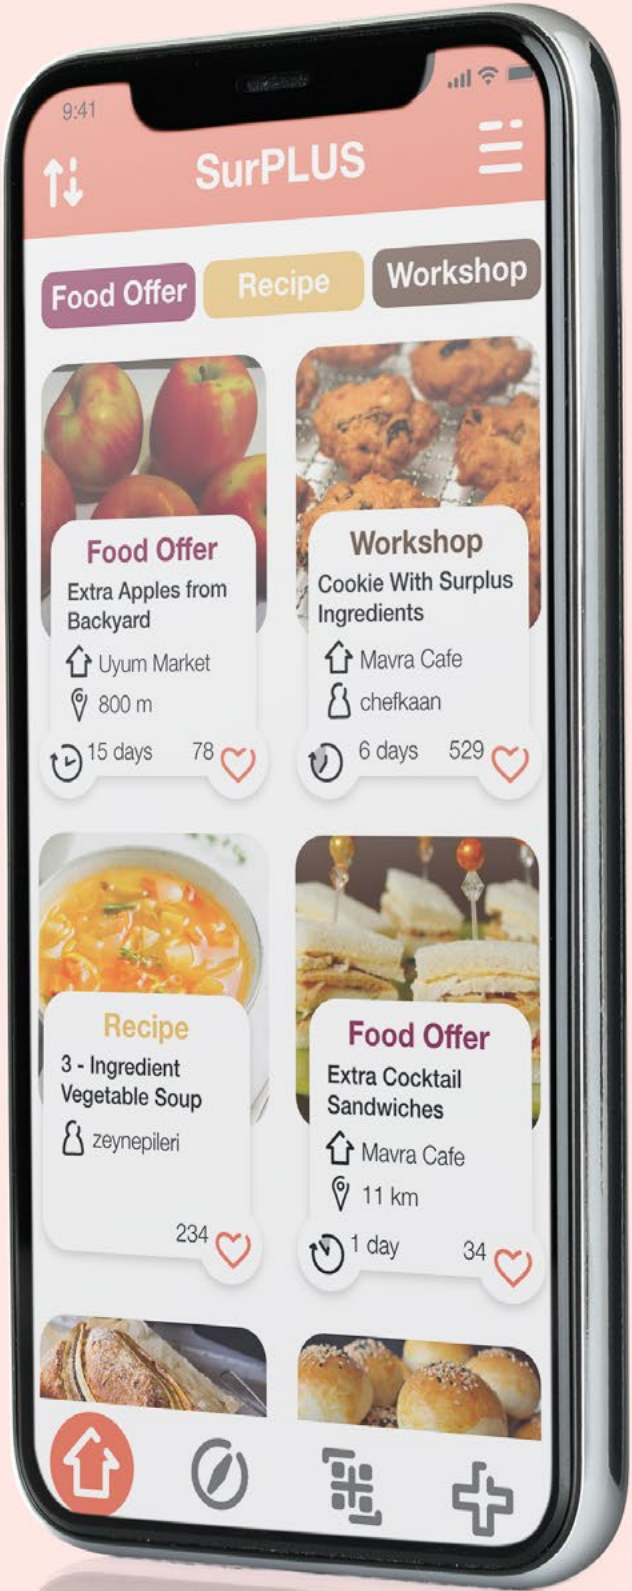 9:41
SurPLUS
Food Offer
Recipe
Workshop
Food Offer
Extra Apples from
Backyard
Uyum Market
800 m
15 days
78
Workshop
Cookie With Surplus
Ingredients
Mavra Cafe
chefkaan
6 days
529
Recipe
3 - Ingredient
Vegetable Soup
zeynepileri
234
Food Offer
Extra Cocktail
Sandwiches
Mavra Cafe
11 km
1 day
34